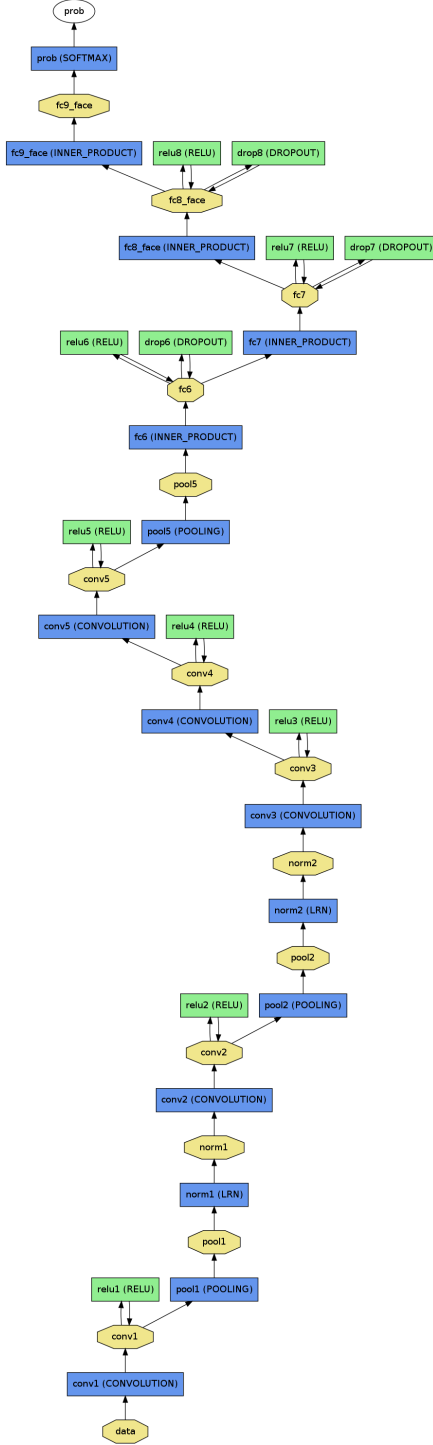 prob
prob (SOFTMAX)
fc9_face
fc9_face (INNER_PRODUCT)
relu8 (RELU)
drop8 (DROPOUT)
fc8_face
fc8_face (INNER_PRODUCT)
relu7 (RELU)
drop7 (DROPOUT)
fc7
relu6 (RELU)
drop6 (DROPOUT)
fc7 (INNER_PRODUCT)
fc6
fc6 (INNER_PRODUCT)
pool5
relu5 (RELU)
pool5 (POOLING)
conv5
conv5 (CONVOLUTION)
relu4 (RELU)
conv4
conv4 (CONVOLUTION)
relu3 (RELU)
conv3
conv3 (CONVOLUTION)
norm2
norm2 (LRN)
pool2
relu2 (RELU)
pool2 (POOLING)
conv2
conv2 (CONVOLUTION)
norm1
norm1 (LRN)
pool1
relu1 (RELU)
pool1 (POOLING)
conv1
conv1 (CONVOLUTION)
data